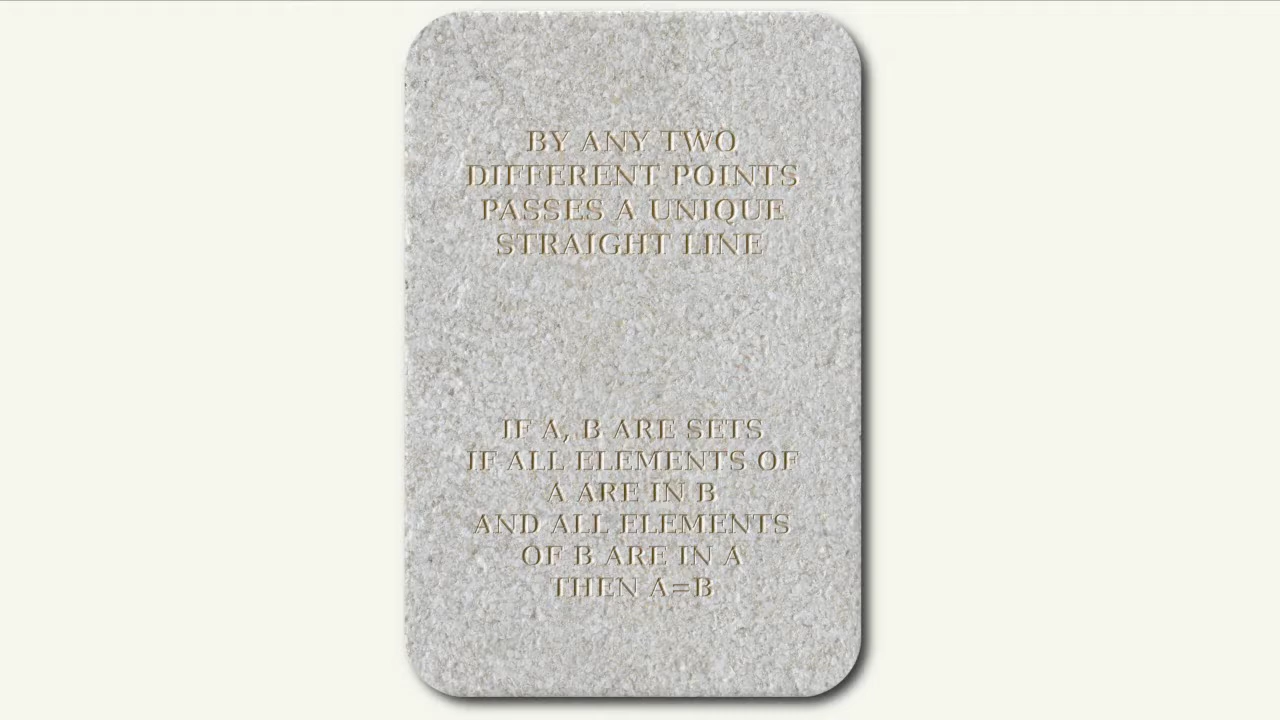 BY ANY TWO
DIFFERENT POINTS
PASSES A UNIQUE
STRAIGHT LINE
IF A, B ARE SETS
IF ALL ELEMENTS OF
A ARE IN B
AND ALL ELEMENTS
OF B ARE IN A
THEN A=B